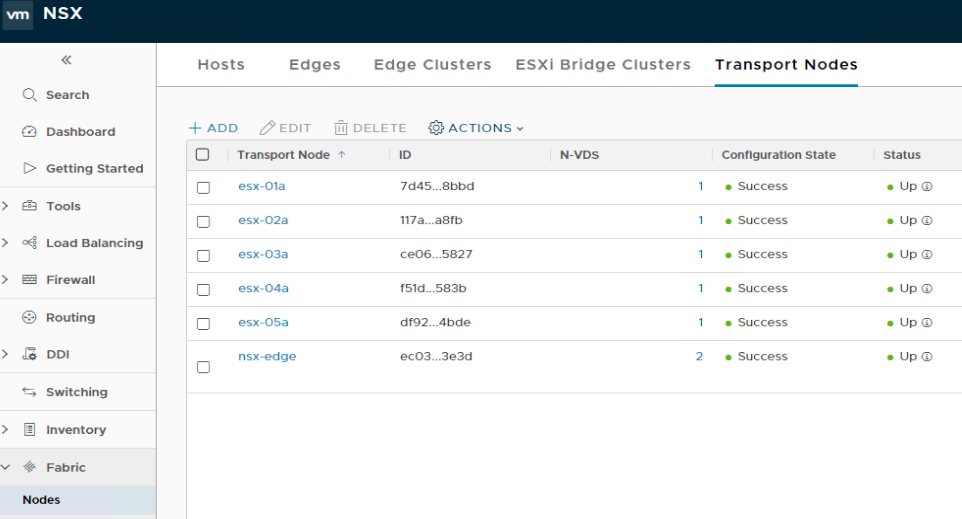 vm NSX
Hosts Edges Edge Clusters ESXi Bridge Clusters Transport Nodes
Search
Dashboard
Getting Started
Tools
Load Balancing
Firewall
Routing
DDI
Switching
Inventory
Fabric
Nodes
+ ADD EDIT DELETE ACTIONS
Transport Node ↑ ID N-VDS Configuration State Status
esx-01a 7d45...8bbd 1 Success Up
esx-02a 117a...a8fb 1 Success Up
esx-03a ce06...5827 1 Success Up
esx-04a f51d...583b 1 Success Up
esx-05a df92...4bde 1 Success Up
nsx-edge ec03...3e3d 2 Success Up